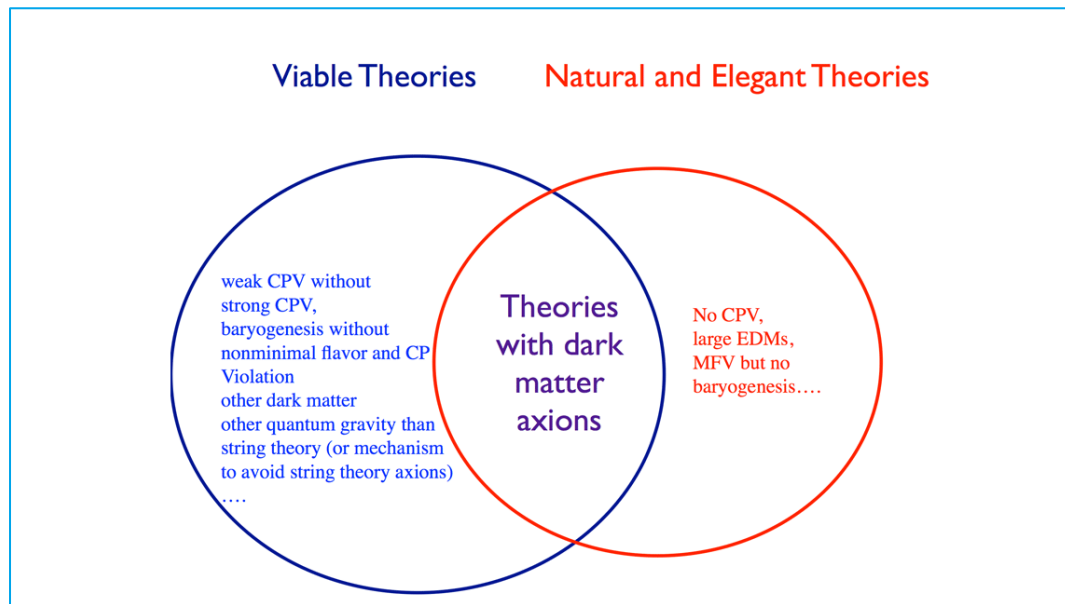 Viable Theories
Natural and Elegant Theories
weak CPV without
strong CPV,
baryogenesis without
nonminimal flavor and CP
Violation
other dark matter
other quantum gravity than
string theory (or mechanism
to avoid string theory axions)
....
Theories
with dark
matter
axions
No CPV,
large EDMs,
MFV but no
baryogenesis....